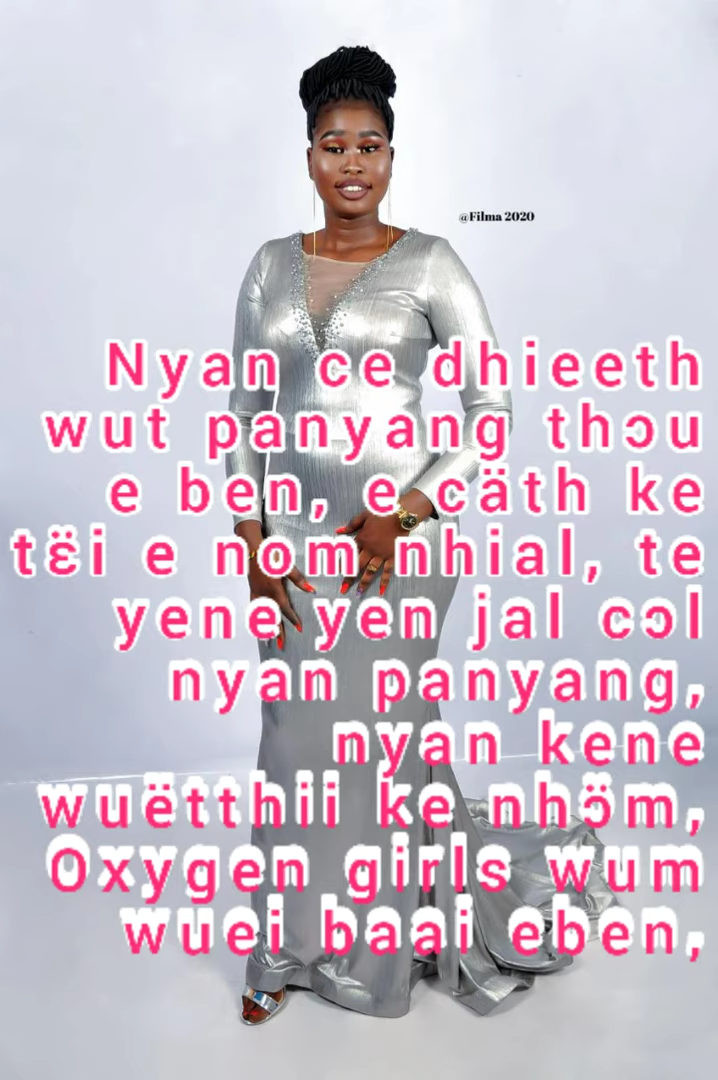 @Filma 2020
Nyan ce dhieeth
wut panyang thɔu
e ben, e cäth ke
tɛ̈i e nom nhial, te
yene yen jal cɔl
nyan panyang,
nyan kene
wuëtthii ke nhɔ̈m,
Oxygen girls wum
wuei baai eben,